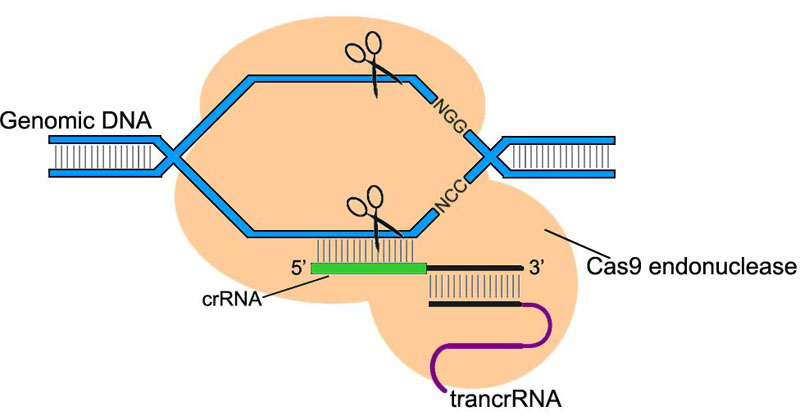 Genomic DNA
NGG
NCC
5’
3’
Cas9 endonuclease
crRNA
trancrRNA